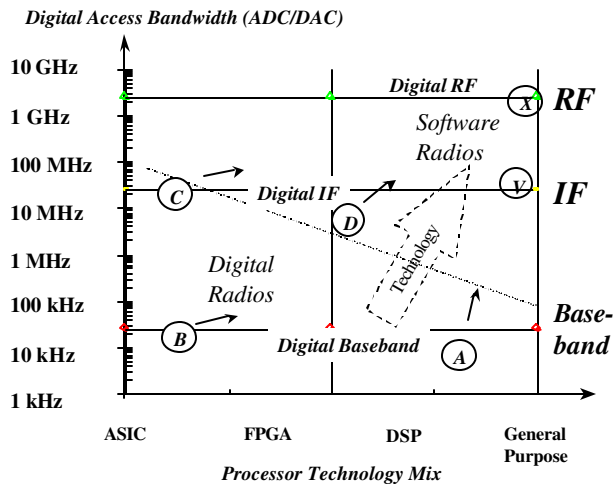 Digital Access Bandwidth (ADC/DAC)
10 GHz
Digital RF
X
RF
1 GHz
Software
Radios
100 MHz
C
Digital IF
V
IF
10 MHz
D
Technology
1 MHz
Digital
Radios
100 kHz
Base-
band
B
Digital Baseband
A
10 kHz
1 kHz
ASIC
FPGA
DSP
General
Purpose
Processor Technology Mix